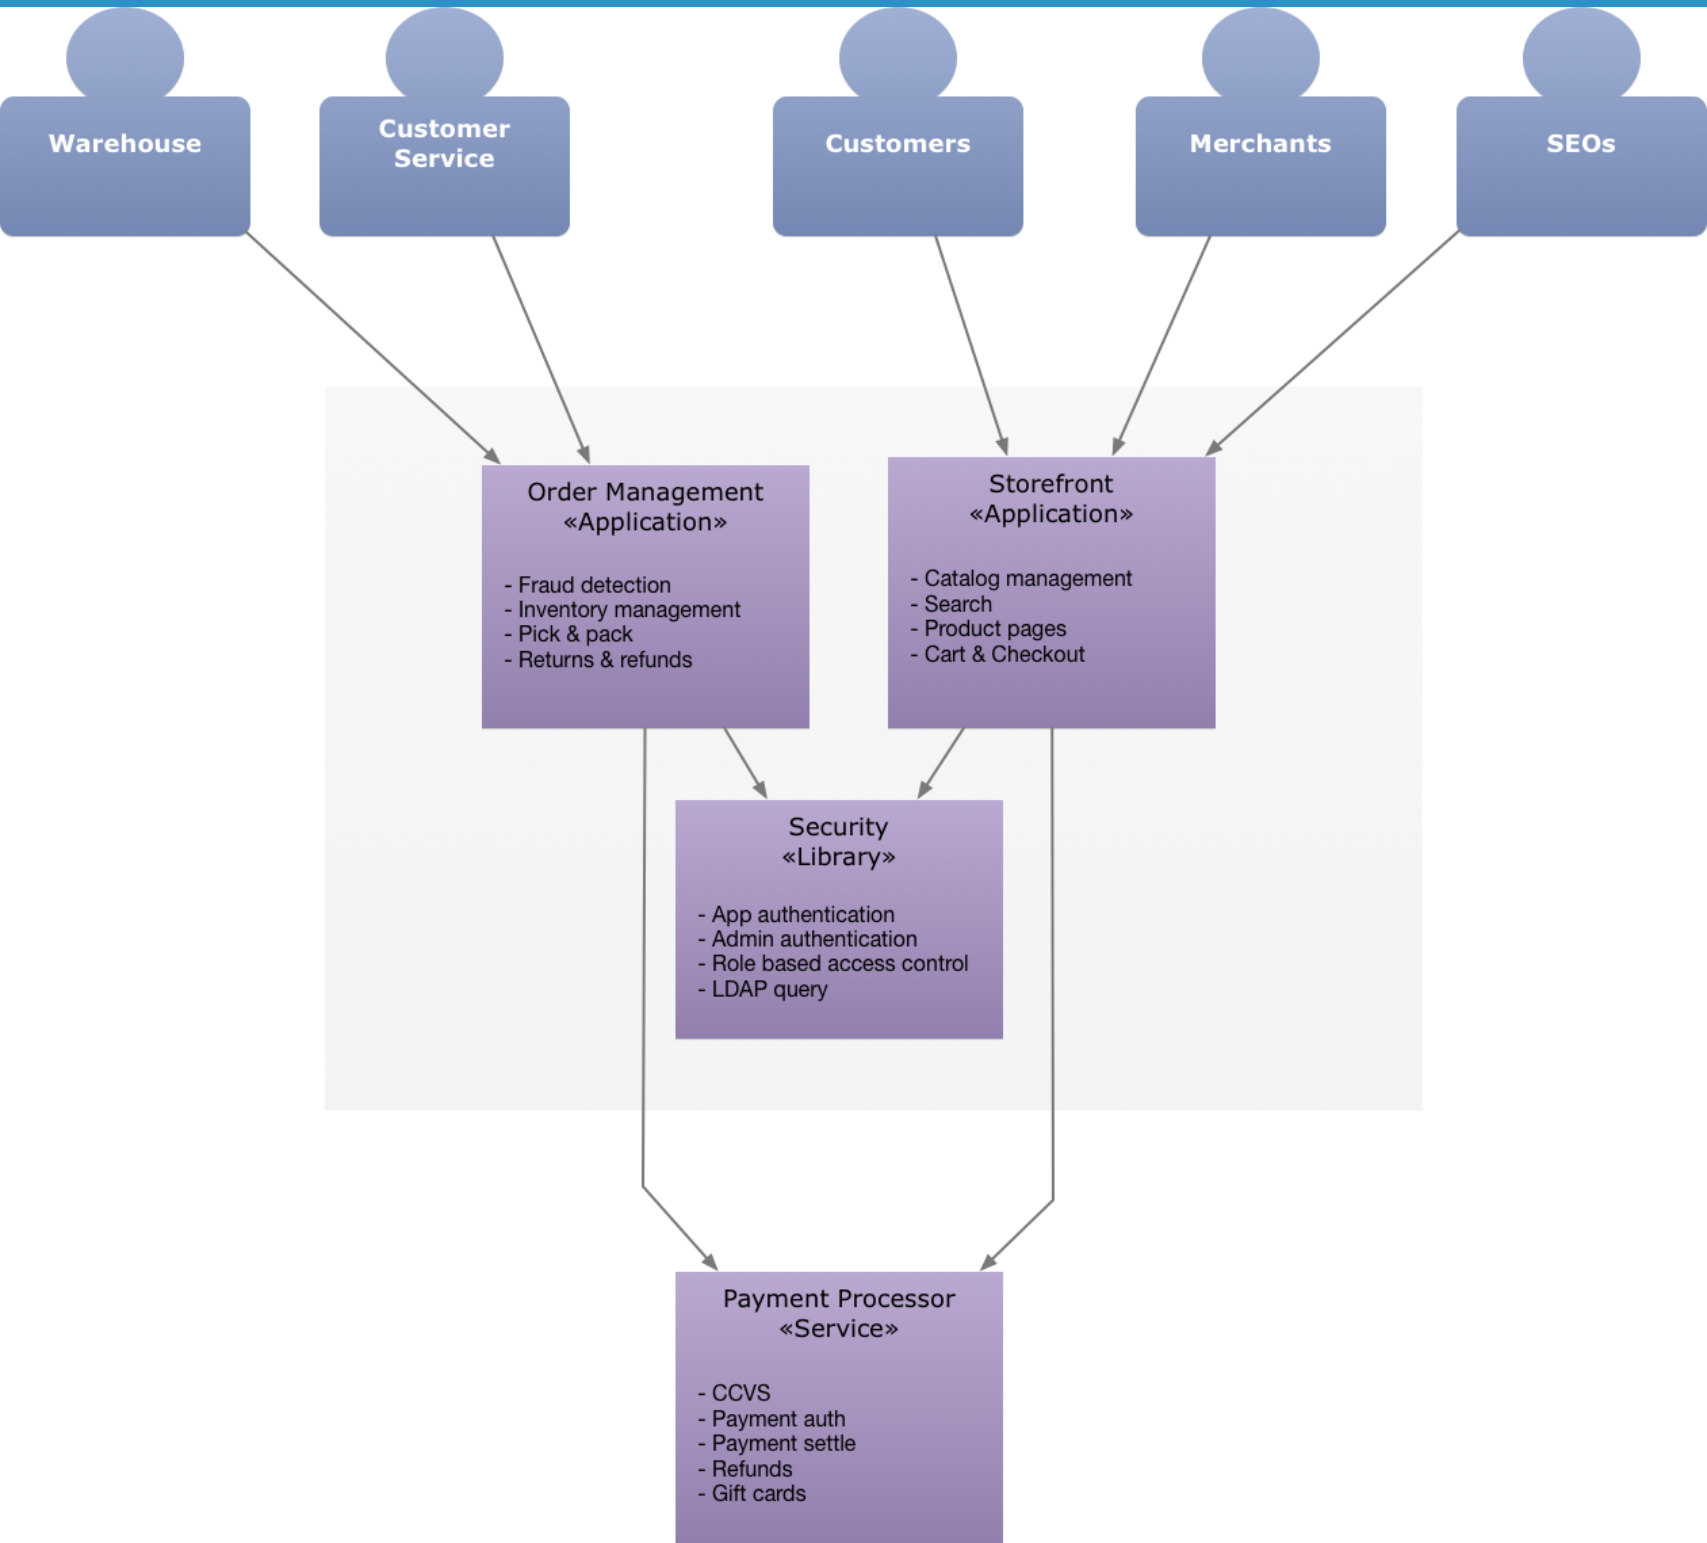 Warehouse
Customer
Service
Customers
Merchants
SEOs
Order Management
«Application»
- Fraud detection
- Inventory management
- Pick & pack
- Returns & refunds
Storefront
«Application»
- Catalog management
- Search
- Product pages
- Cart & Checkout
Security
«Library»
- App authentication
- Admin authentication
- Role based access control
- LDAP query
Payment Processor
«Service»
- CCVS
- Payment auth
- Payment settle
- Refunds
- Gift cards